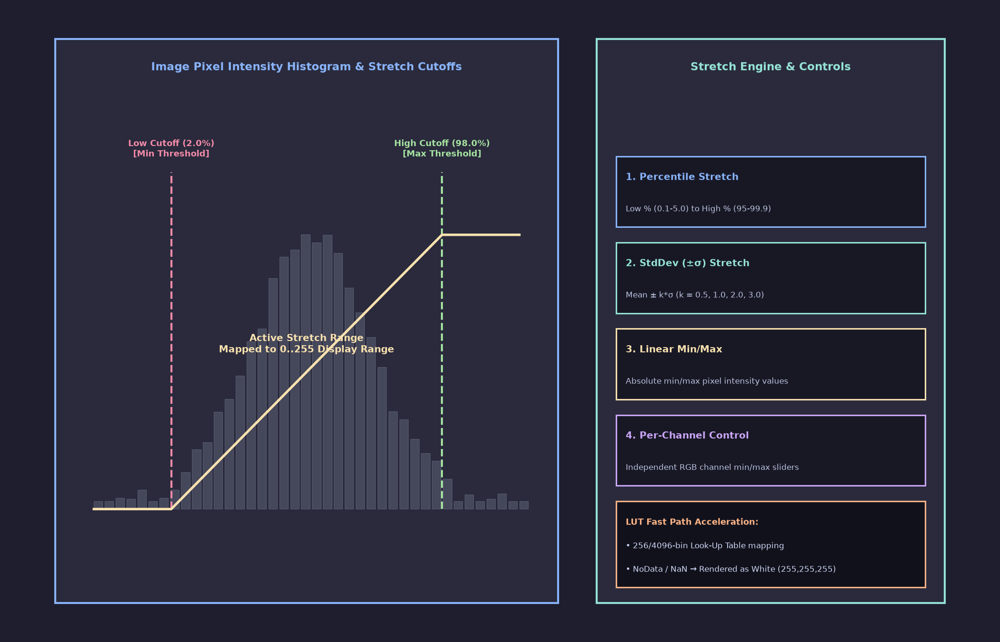 Image Pixel Intensity Histogram & Stretch Cutoffs
Low Cutoff (2.0%)
[Min Threshold]
High Cutoff (98.0%)
[Max Threshold]
Active Stretch Range
Mapped to 0..255 Display Range
Stretch Engine & Controls
1. Percentile Stretch
Low % (0.1-5.0) to High % (95-99.9)
2. StdDev (±σ) Stretch
Mean ± k*σ (k = 0.5, 1.0, 2.0, 3.0)
3. Linear Min/Max
Absolute min/max pixel intensity values
4. Per-Channel Control
Independent RGB channel min/max sliders
LUT Fast Path Acceleration:
• 256/4096-bin Look-Up Table mapping
• NoData / NaN → Rendered as White (255,255,255)